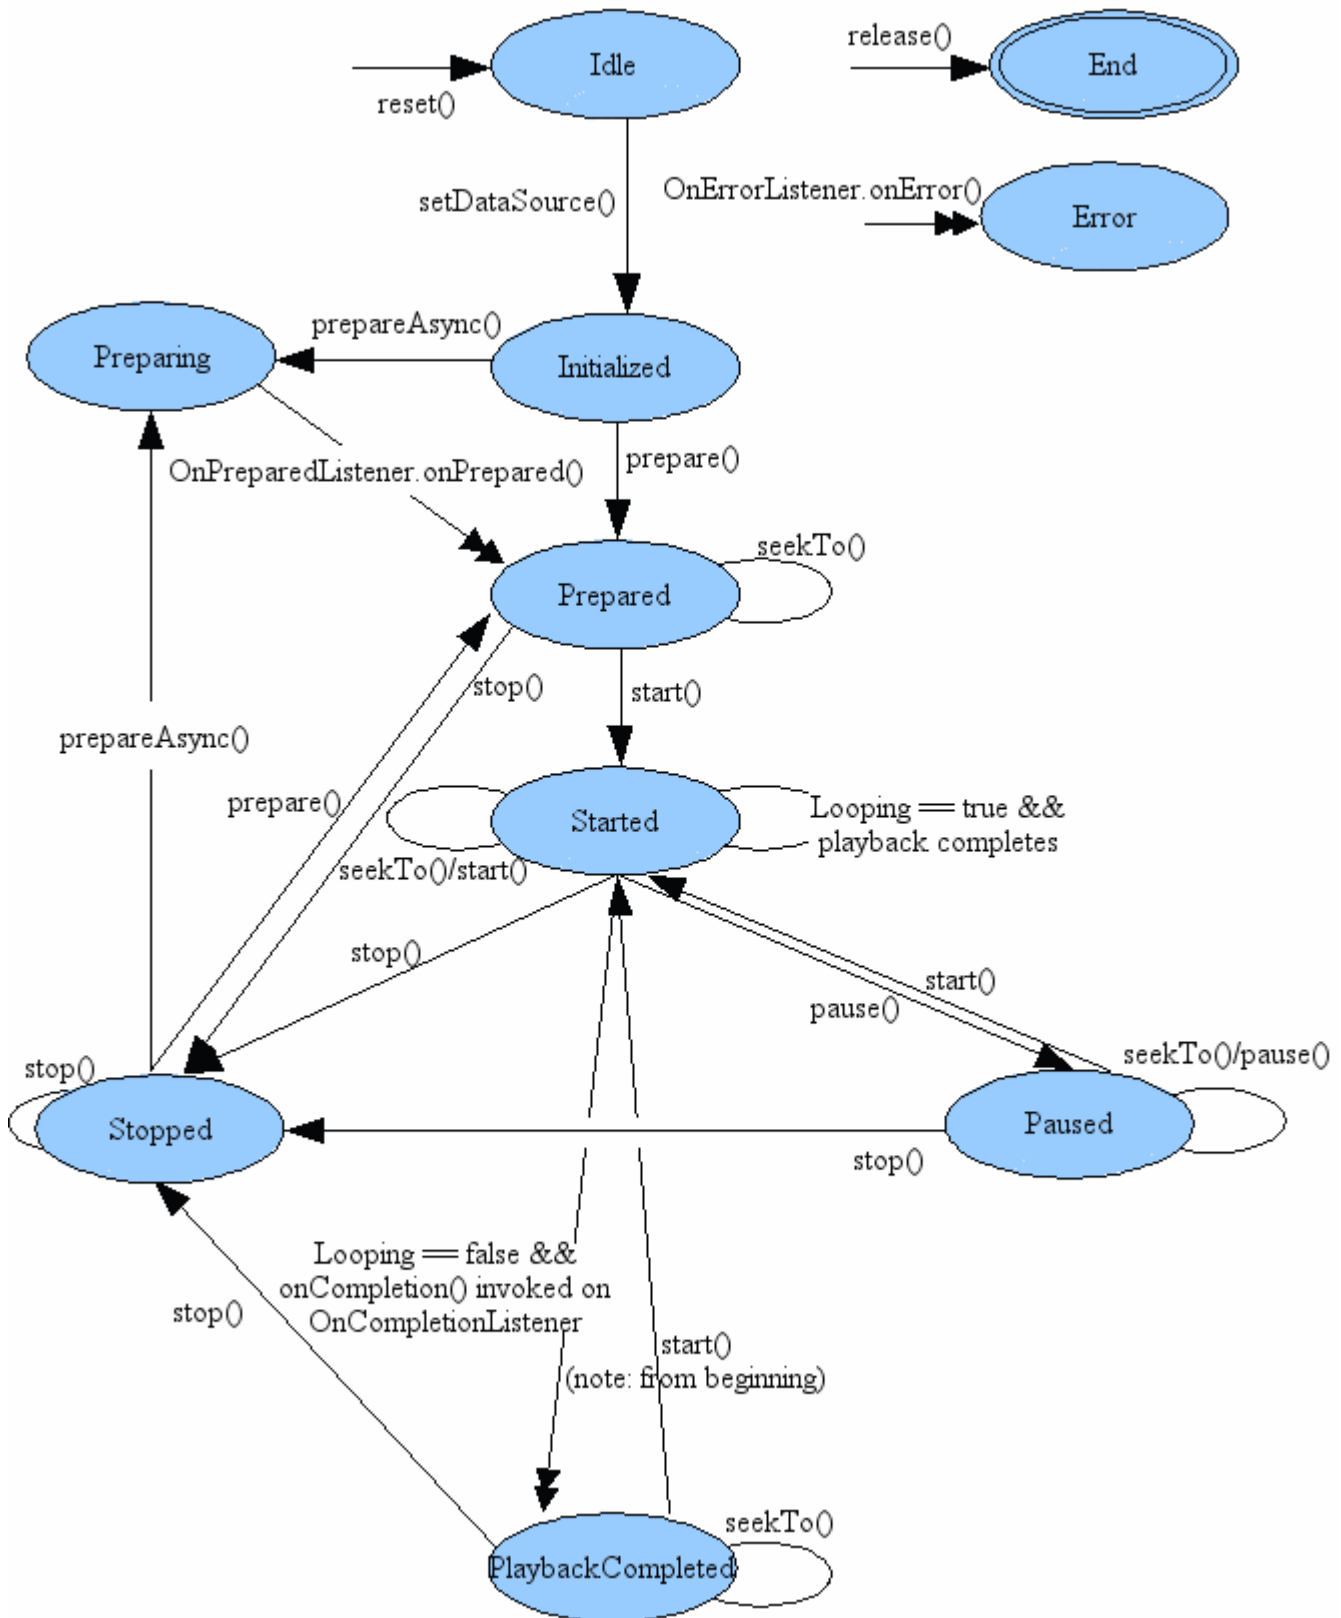 Idle
release()
End
reset()
setDataSource()
OnErrorListener.onError()
Error
prepareAsync()
Preparing
Initialized
OnPreparedListener.onPrepared()
prepare()
seekTo()
Prepared
stop()
start()
prepareAsync()
prepare()
Started
Looping == true &&
playback completes
seekTo()/start()
stop()
start()
pause()
seekTo()/pause()
stop()
Stopped
Paused
stop()
Looping == false &&
onCompletion() invoked on
OnCompletionListener
stop()
start()
(note: from beginning)
seekTo()
PlaybackCompleted